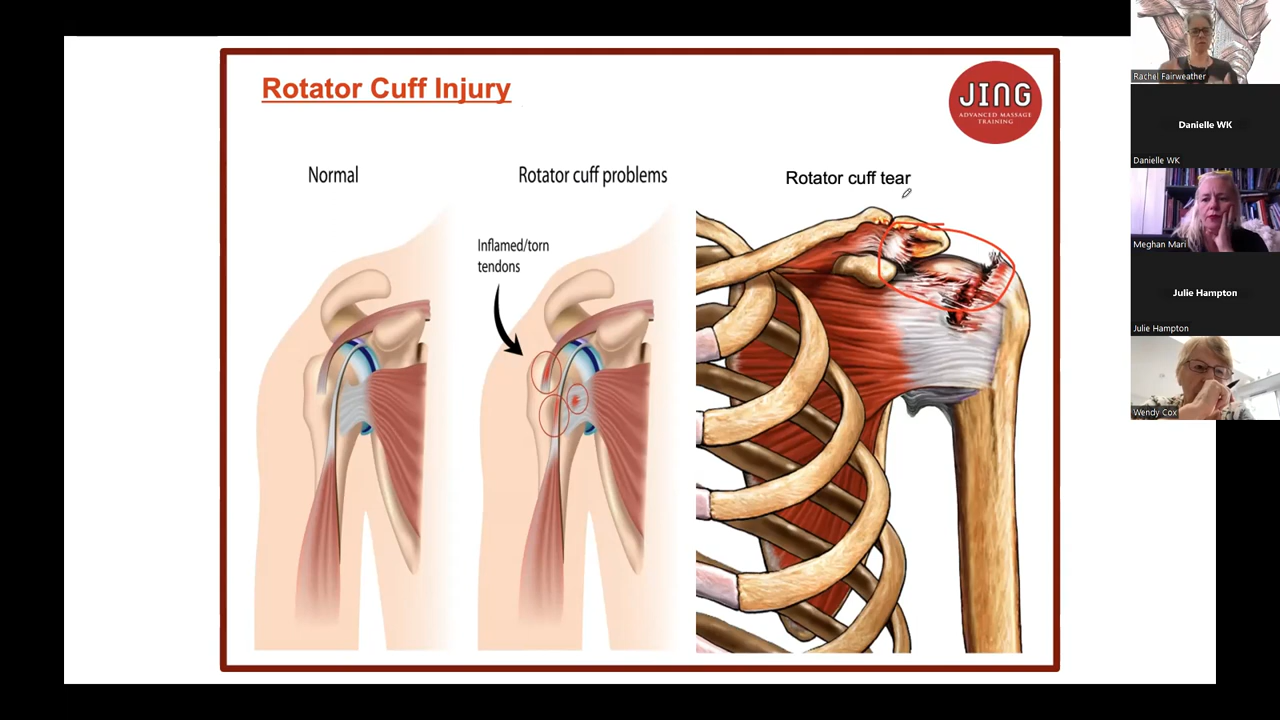 Rotator Cuff Injury
JING
ADVANCED MASSAGE
TRAINING
Normal
Rotator cuff problems
Rotator cuff tear
Inflamed/torn
tendons
Rachel Fairweather
Danielle WK
Danielle WK
Meghan Mari
Julie Hampton
Julie Hampton
Wendy Cox